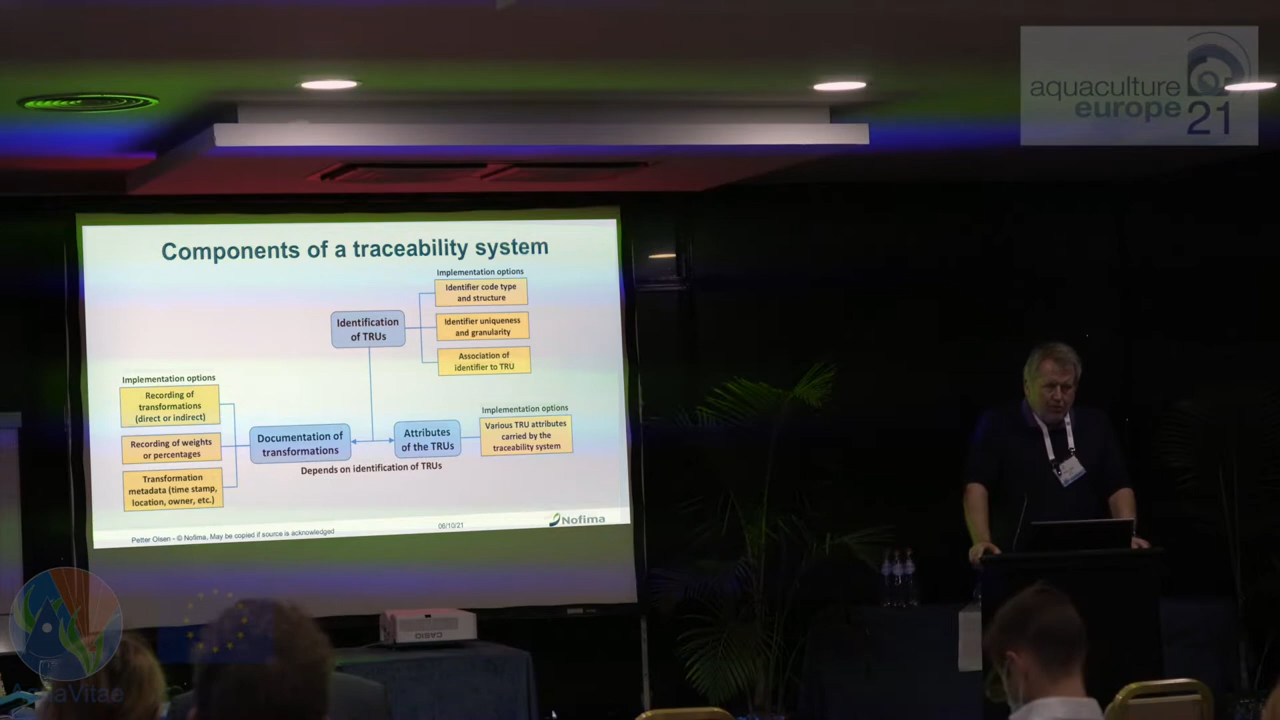 aquaculture
europe
21
Components of a traceability system
Implementation options
Identifier code type
and structure
Identification
of TRUs
Identifier uniqueness
and granularity
Association of
identifier to TRU
Implementation options
Recording of
transformations
(direct or indirect)
Recording of weights
or percentages
Transformation
metadata (time stamp,
location, owner, etc.)
Documentation of
transformations
Attributes
of the TRUs
Implementation options
Various TRU attributes
carried by the
traceability system
Depends on identification of TRUs
Petter Olsen - © Nofima, May be copied if source is acknowledged
06/10/21
Nofima
CASIO
AquaVitae